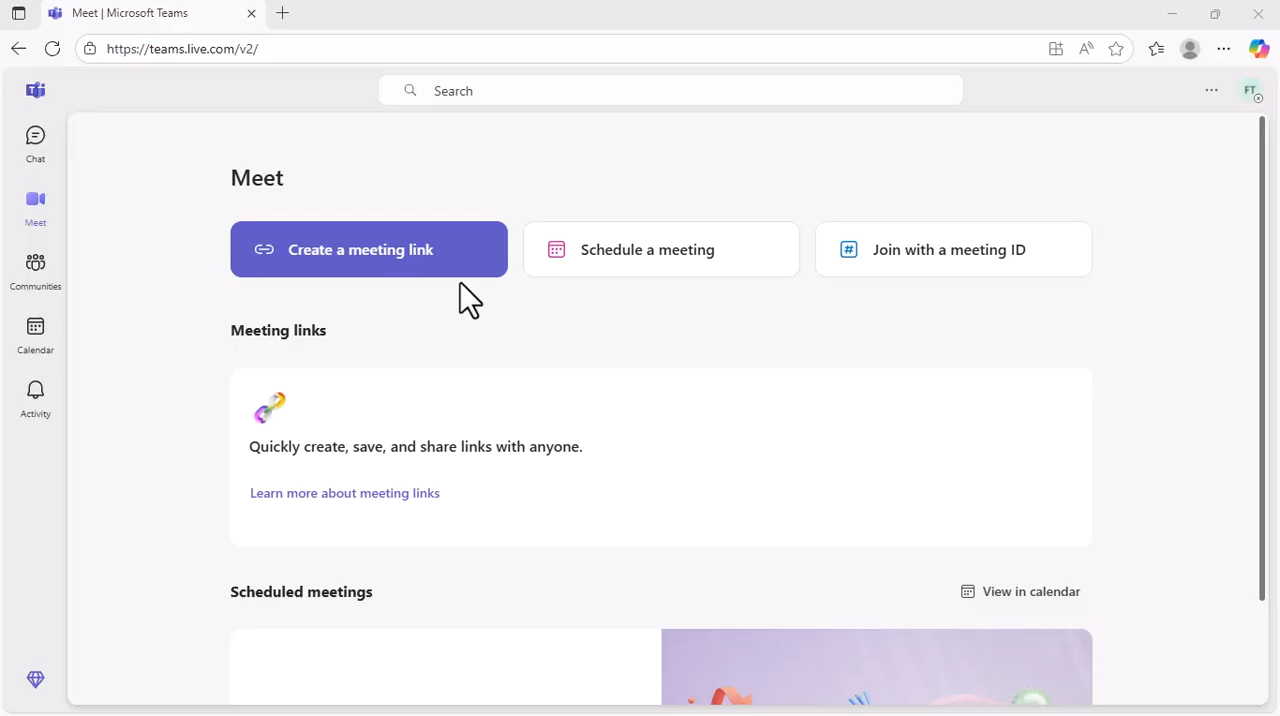 Meet | Microsoft Teams
https://teams.live.com/v2/
Search
FT
Chat
Meet
Communities
Calendar
Activity
Meet
Create a meeting link
Schedule a meeting
Join with a meeting ID
Meeting links
Quickly create, save, and share links with anyone.
Learn more about meeting links
Scheduled meetings
View in calendar